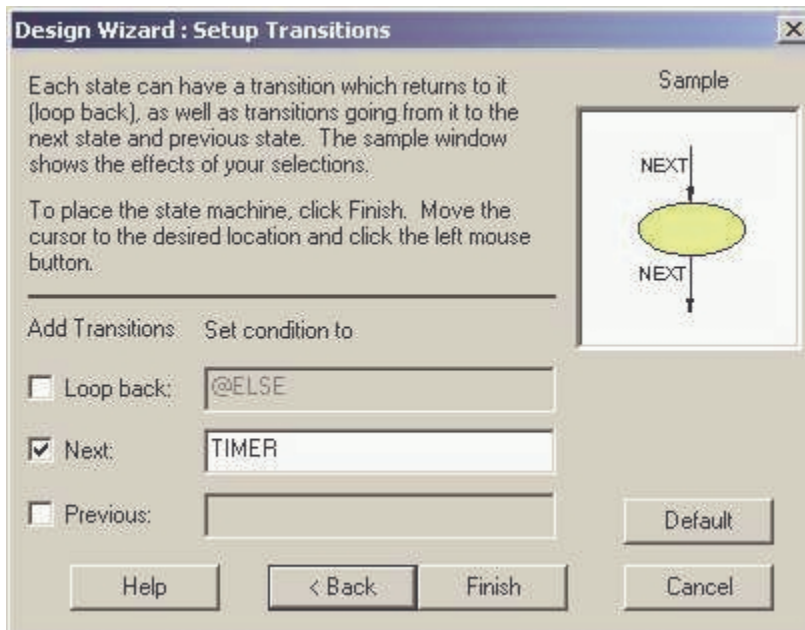 Design Wizard : Setup Transitions
Each state can have a transition which returns to it
(loop back), as well as transitions going from it to the
next state and previous state. The sample window
shows the effects of your selections.
To place the state machine, click Finish. Move the
cursor to the desired location and click the left mouse
button.
Sample
NEXT
NEXT
Add Transitions Set condition to
Loop back: @ELSE
Next: TIMER
Previous:
Default
Help < Back Finish Cancel